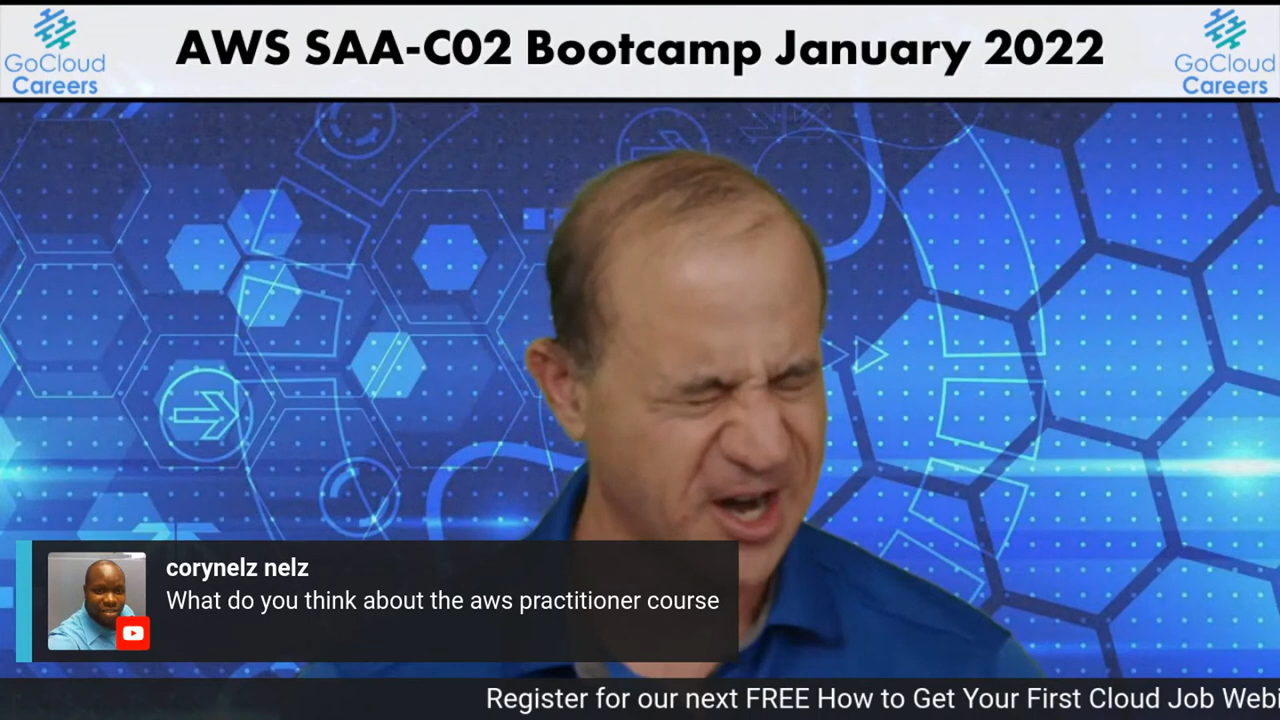 GoCloud
Careers
AWS SAA-C02 Bootcamp January 2022
GoCloud
Careers
corynelz nelz
What do you think about the aws practitioner course
Register for our next FREE How to Get Your First Cloud Job Webi